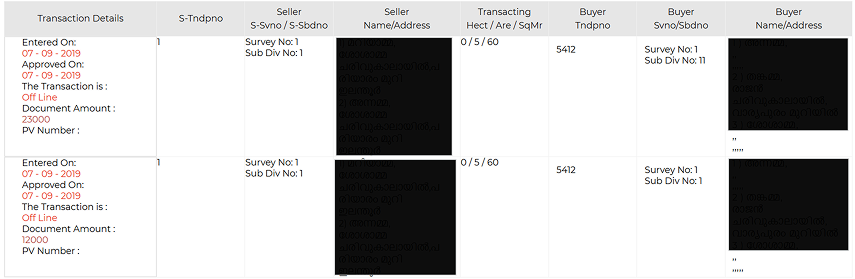 Transaction Details
S-Tndpno
Seller
S-Svno / S-Sbdno
Seller
Name/Address
Transacting
Hect / Are / SqMr
Buyer
Tndpno
Buyer
Svno/Sbdno
Buyer
Name/Address
Entered On:
07 - 09 - 2019
Approved On:
07 - 09 - 2019
The Transaction is :
Off Line
Document Amount :
23000
PV Number :
1
Survey No: 1
Sub Div No: 1
0 / 5 / 60
5412
Survey No: 1
Sub Div No: 11
,,
,,,,,
Entered On:
07 - 09 - 2019
Approved On:
07 - 09 - 2019
The Transaction is :
Off Line
Document Amount :
12000
PV Number :
1
Survey No: 1
Sub Div No: 1
0 / 5 / 60
5412
Survey No: 1
Sub Div No: 1
,,
,,,,,